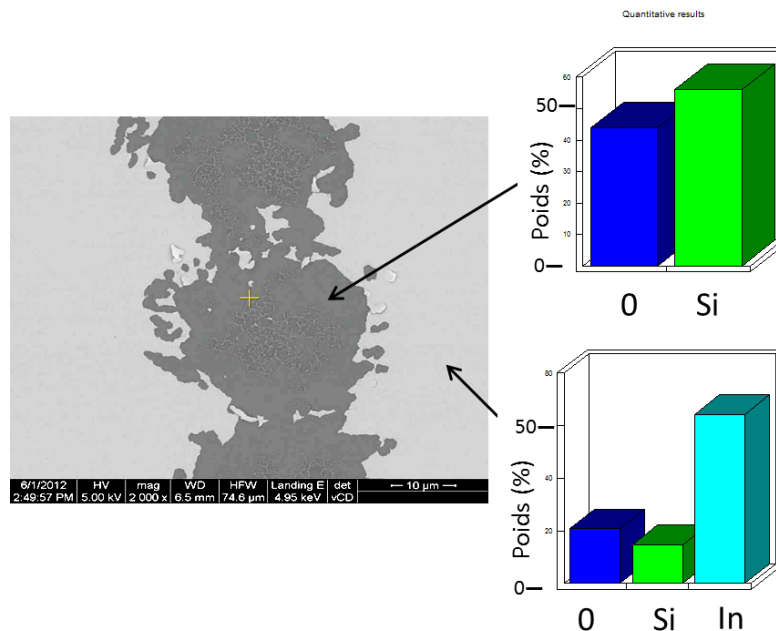 Quantitative results
60
50
40
30
20
10
0
Poids (%)
O Si
6/1/2012 HV mag WD HFW Landing E det
2:49:57 PM 5.00 kV 2 000 x 6.5 mm 74.6 µm 4.95 keV vCD
10 µm
80
50
40
20
0
Poids (%)
O Si In